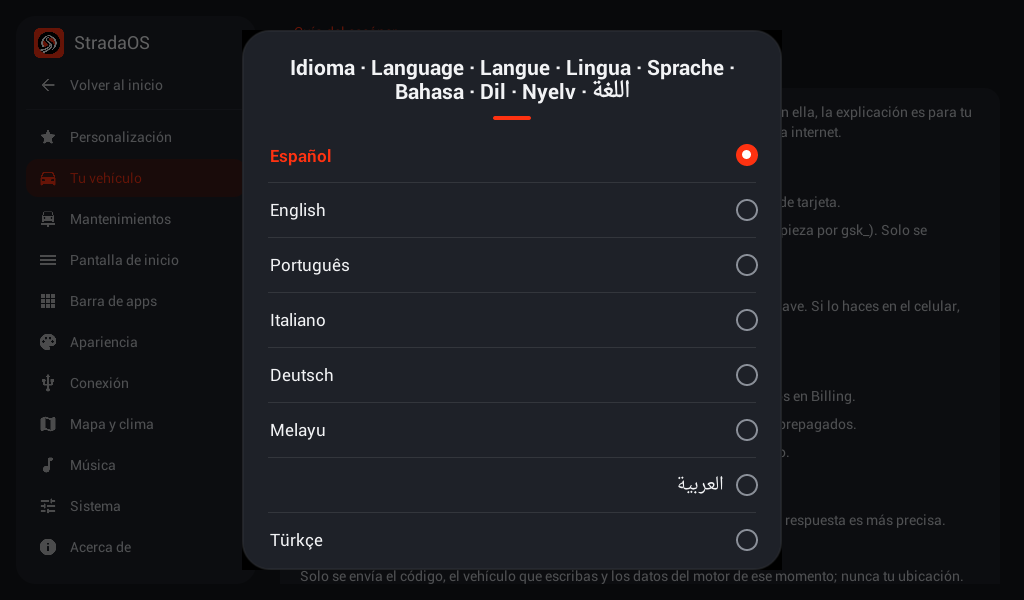 StradaOS
Volver al inicio
Personalización
Tu vehículo
Mantenimientos
Pantalla de inicio
Barra de apps
Apariencia
Conexión
Mapa y clima
Música
Sistema
Acerca de
Idioma · Language · Langue · Lingua · Sprache ·
Bahasa · Dil · Nyelv · اللغة
Español
English
Português
Italiano
Deutsch
Melayu
العربية
Türkçe
n ella, la explicación es para tu
a internet.
de tarjeta.
pieza por gsk_). Solo se
ave. Si lo haces en el celular,
s en Billing.
prepagados.
o.
respuesta es más precisa.
Solo se envía el código, el vehículo que escribas y los datos del motor de ese momento; nunca tu ubicación.